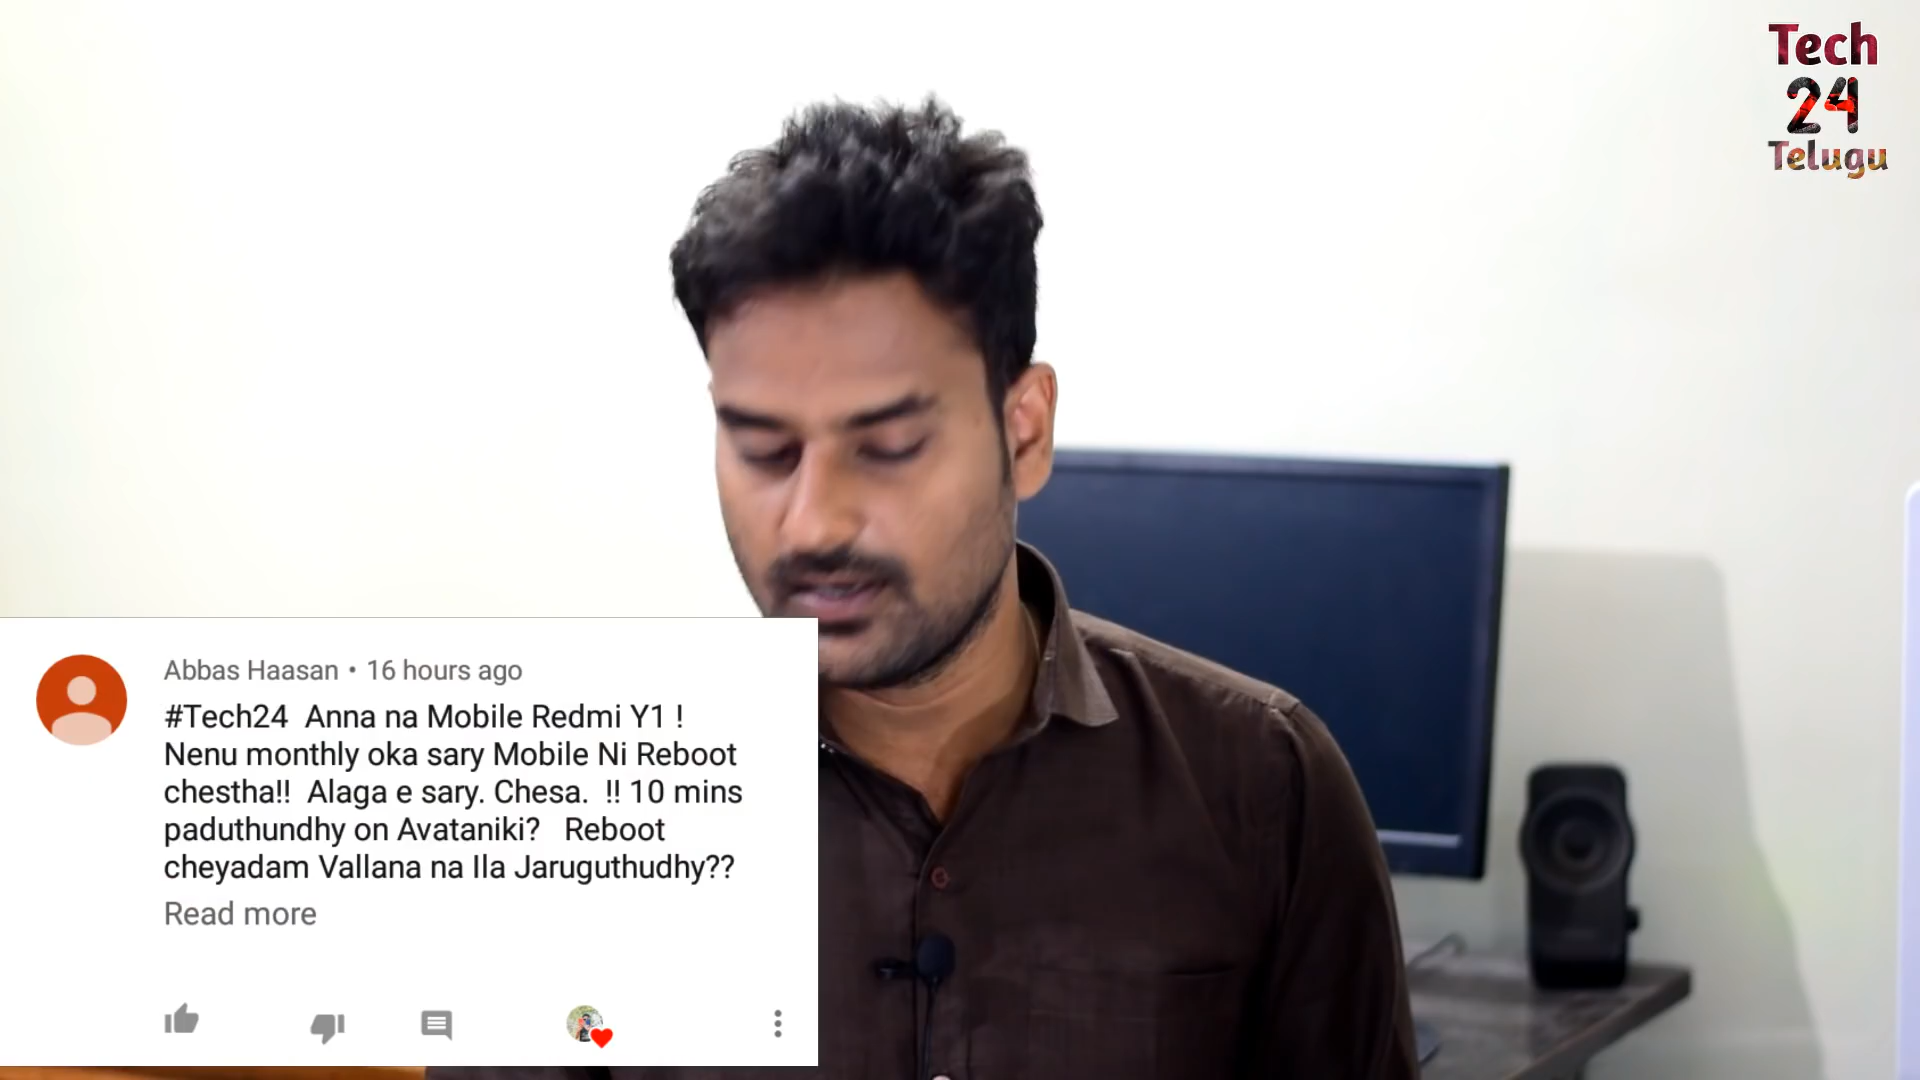 Tech
24
Telugu
Abbas Haasan • 16 hours ago
#Tech24 Anna na Mobile Redmi Y1 !
Nenu monthly oka sary Mobile Ni Reboot
chestha!! Alaga e sary. Chesa. !! 10 mins
paduthundhy on Avataniki? Reboot
cheyadam Vallana na Ila Jaruguthudhy??
Read more